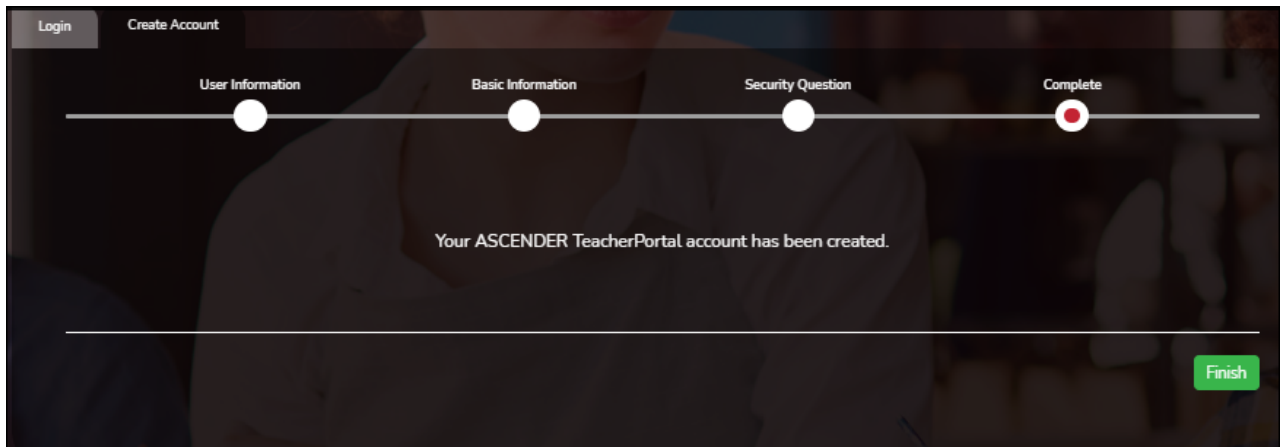 Login
Create Account
User Information
Basic Information
Security Question
Complete
Your ASCENDER TeacherPortal account has been created.
Finish